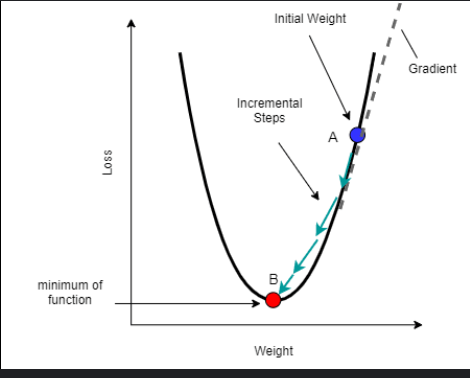 Initial Weight
Gradient
Incremental
Steps
A
Loss
B
minimum of
function
Weight